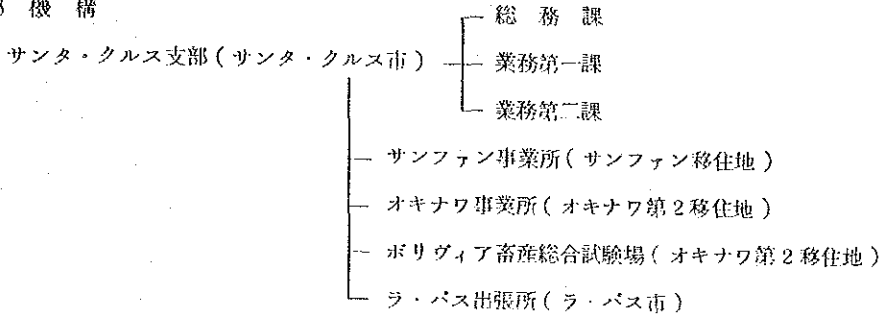 機構
総務課
サンタ・クルス支部(サンタ・クルス市)
業務第一課
業務第二課
サンファン事業所(サンファン移住地)
オキナワ事業所(オキナワ第2移住地)
ボリヴィア畜産総合試験場(オキナワ第2移住地)
ラ・パス出張所(ラ・パス市)